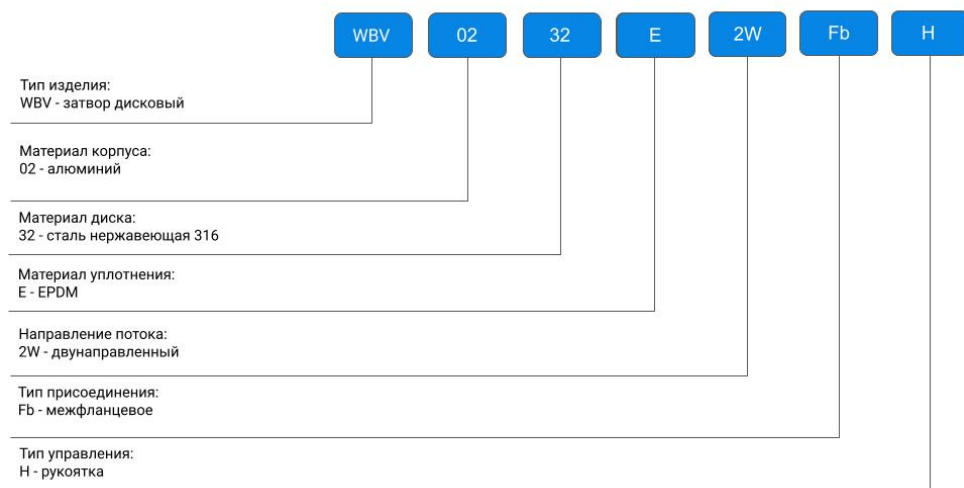 WBV 02 32 E 2W Fb H
Тип изделия:
WBV - затвор дисковый
Материал корпуса:
02 - алюминий
Материал диска:
32 - сталь нержавеющая 316
Материал уплотнения:
E - EPDM
Направление потока:
2W - двунаправленный
Тип присоединения:
Fb - межфланцевое
Тип управления:
H - рукоятка